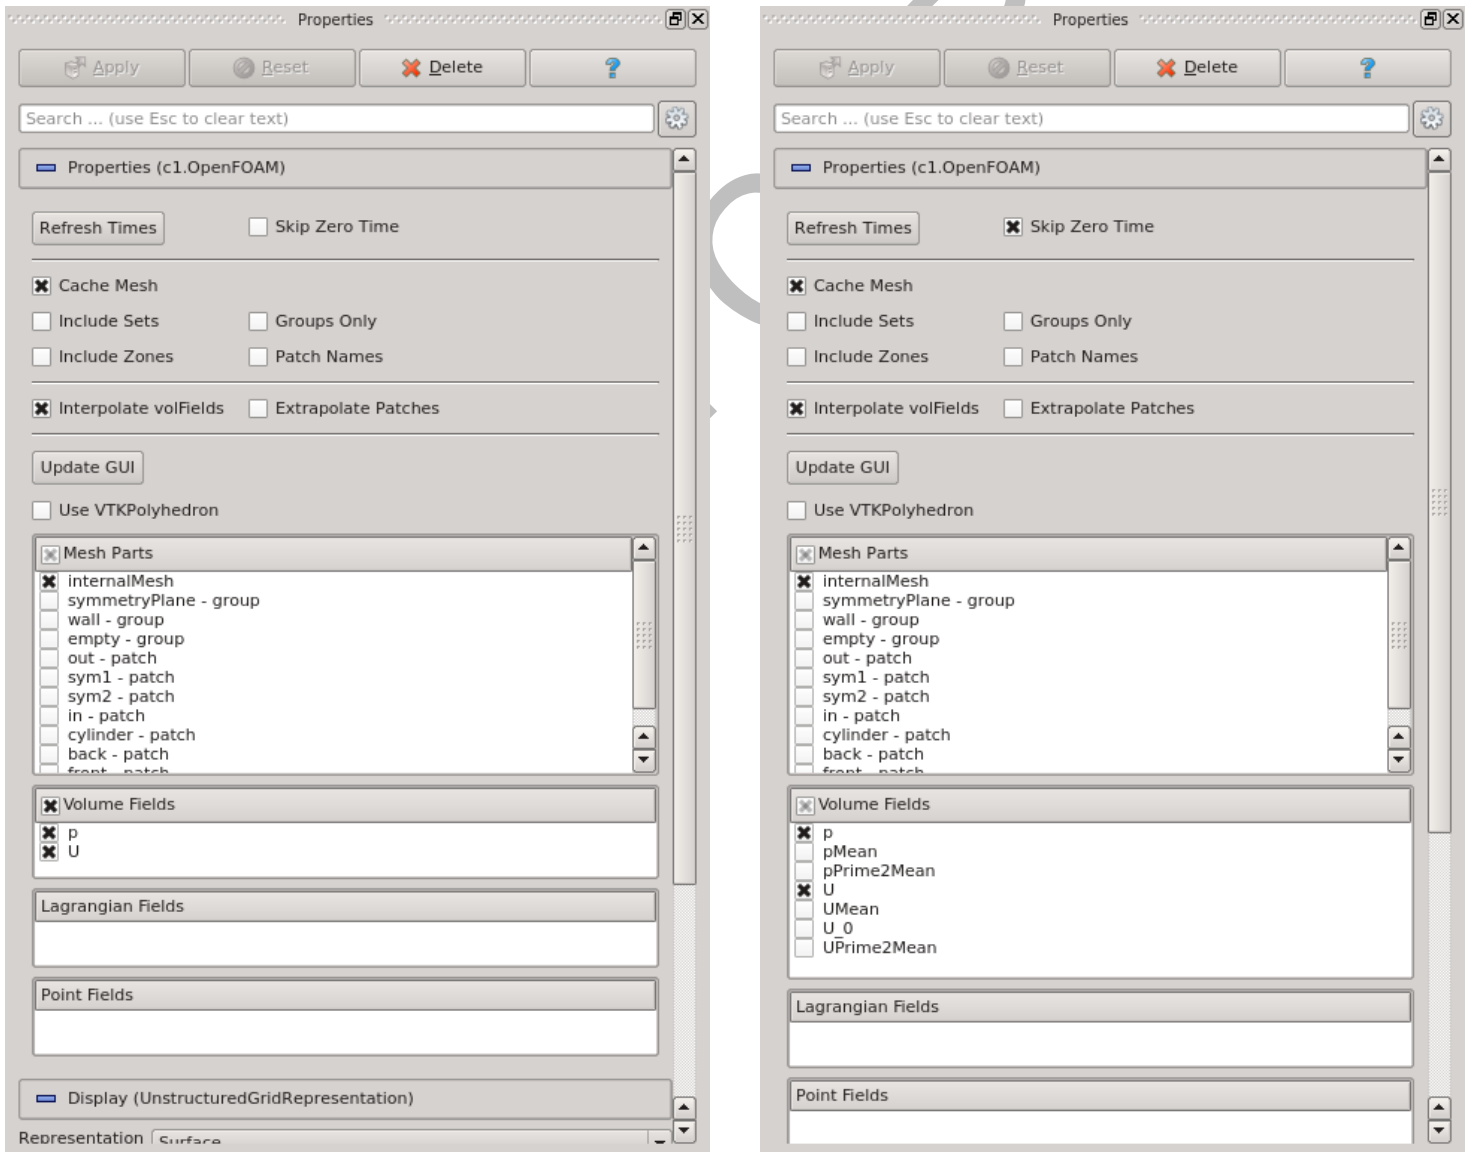 Properties
Apply Reset Delete ?
Search ... (use Esc to clear text)
Properties (c1.OpenFOAM)
Refresh Times Skip Zero Time
Cache Mesh
Include Sets Groups Only
Include Zones Patch Names
Interpolate volFields Extrapolate Patches
Update GUI
Use VTKPolyhedron
Mesh Parts
internalMesh
symmetryPlane - group
wall - group
empty - group
out - patch
sym1 - patch
sym2 - patch
in - patch
cylinder - patch
back - patch
front - patch
Volume Fields
p
U
Lagrangian Fields
Point Fields
Display (UnstructuredGridRepresentation)
Representation Surface
Properties
Apply Reset Delete ?
Search ... (use Esc to clear text)
Properties (c1.OpenFOAM)
Refresh Times Skip Zero Time
Cache Mesh
Include Sets Groups Only
Include Zones Patch Names
Interpolate volFields Extrapolate Patches
Update GUI
Use VTKPolyhedron
Mesh Parts
internalMesh
symmetryPlane - group
wall - group
empty - group
out - patch
sym1 - patch
sym2 - patch
in - patch
cylinder - patch
back - patch
front - patch
Volume Fields
p
pMean
pPrime2Mean
U
UMean
U_0
UPrime2Mean
Lagrangian Fields
Point Fields